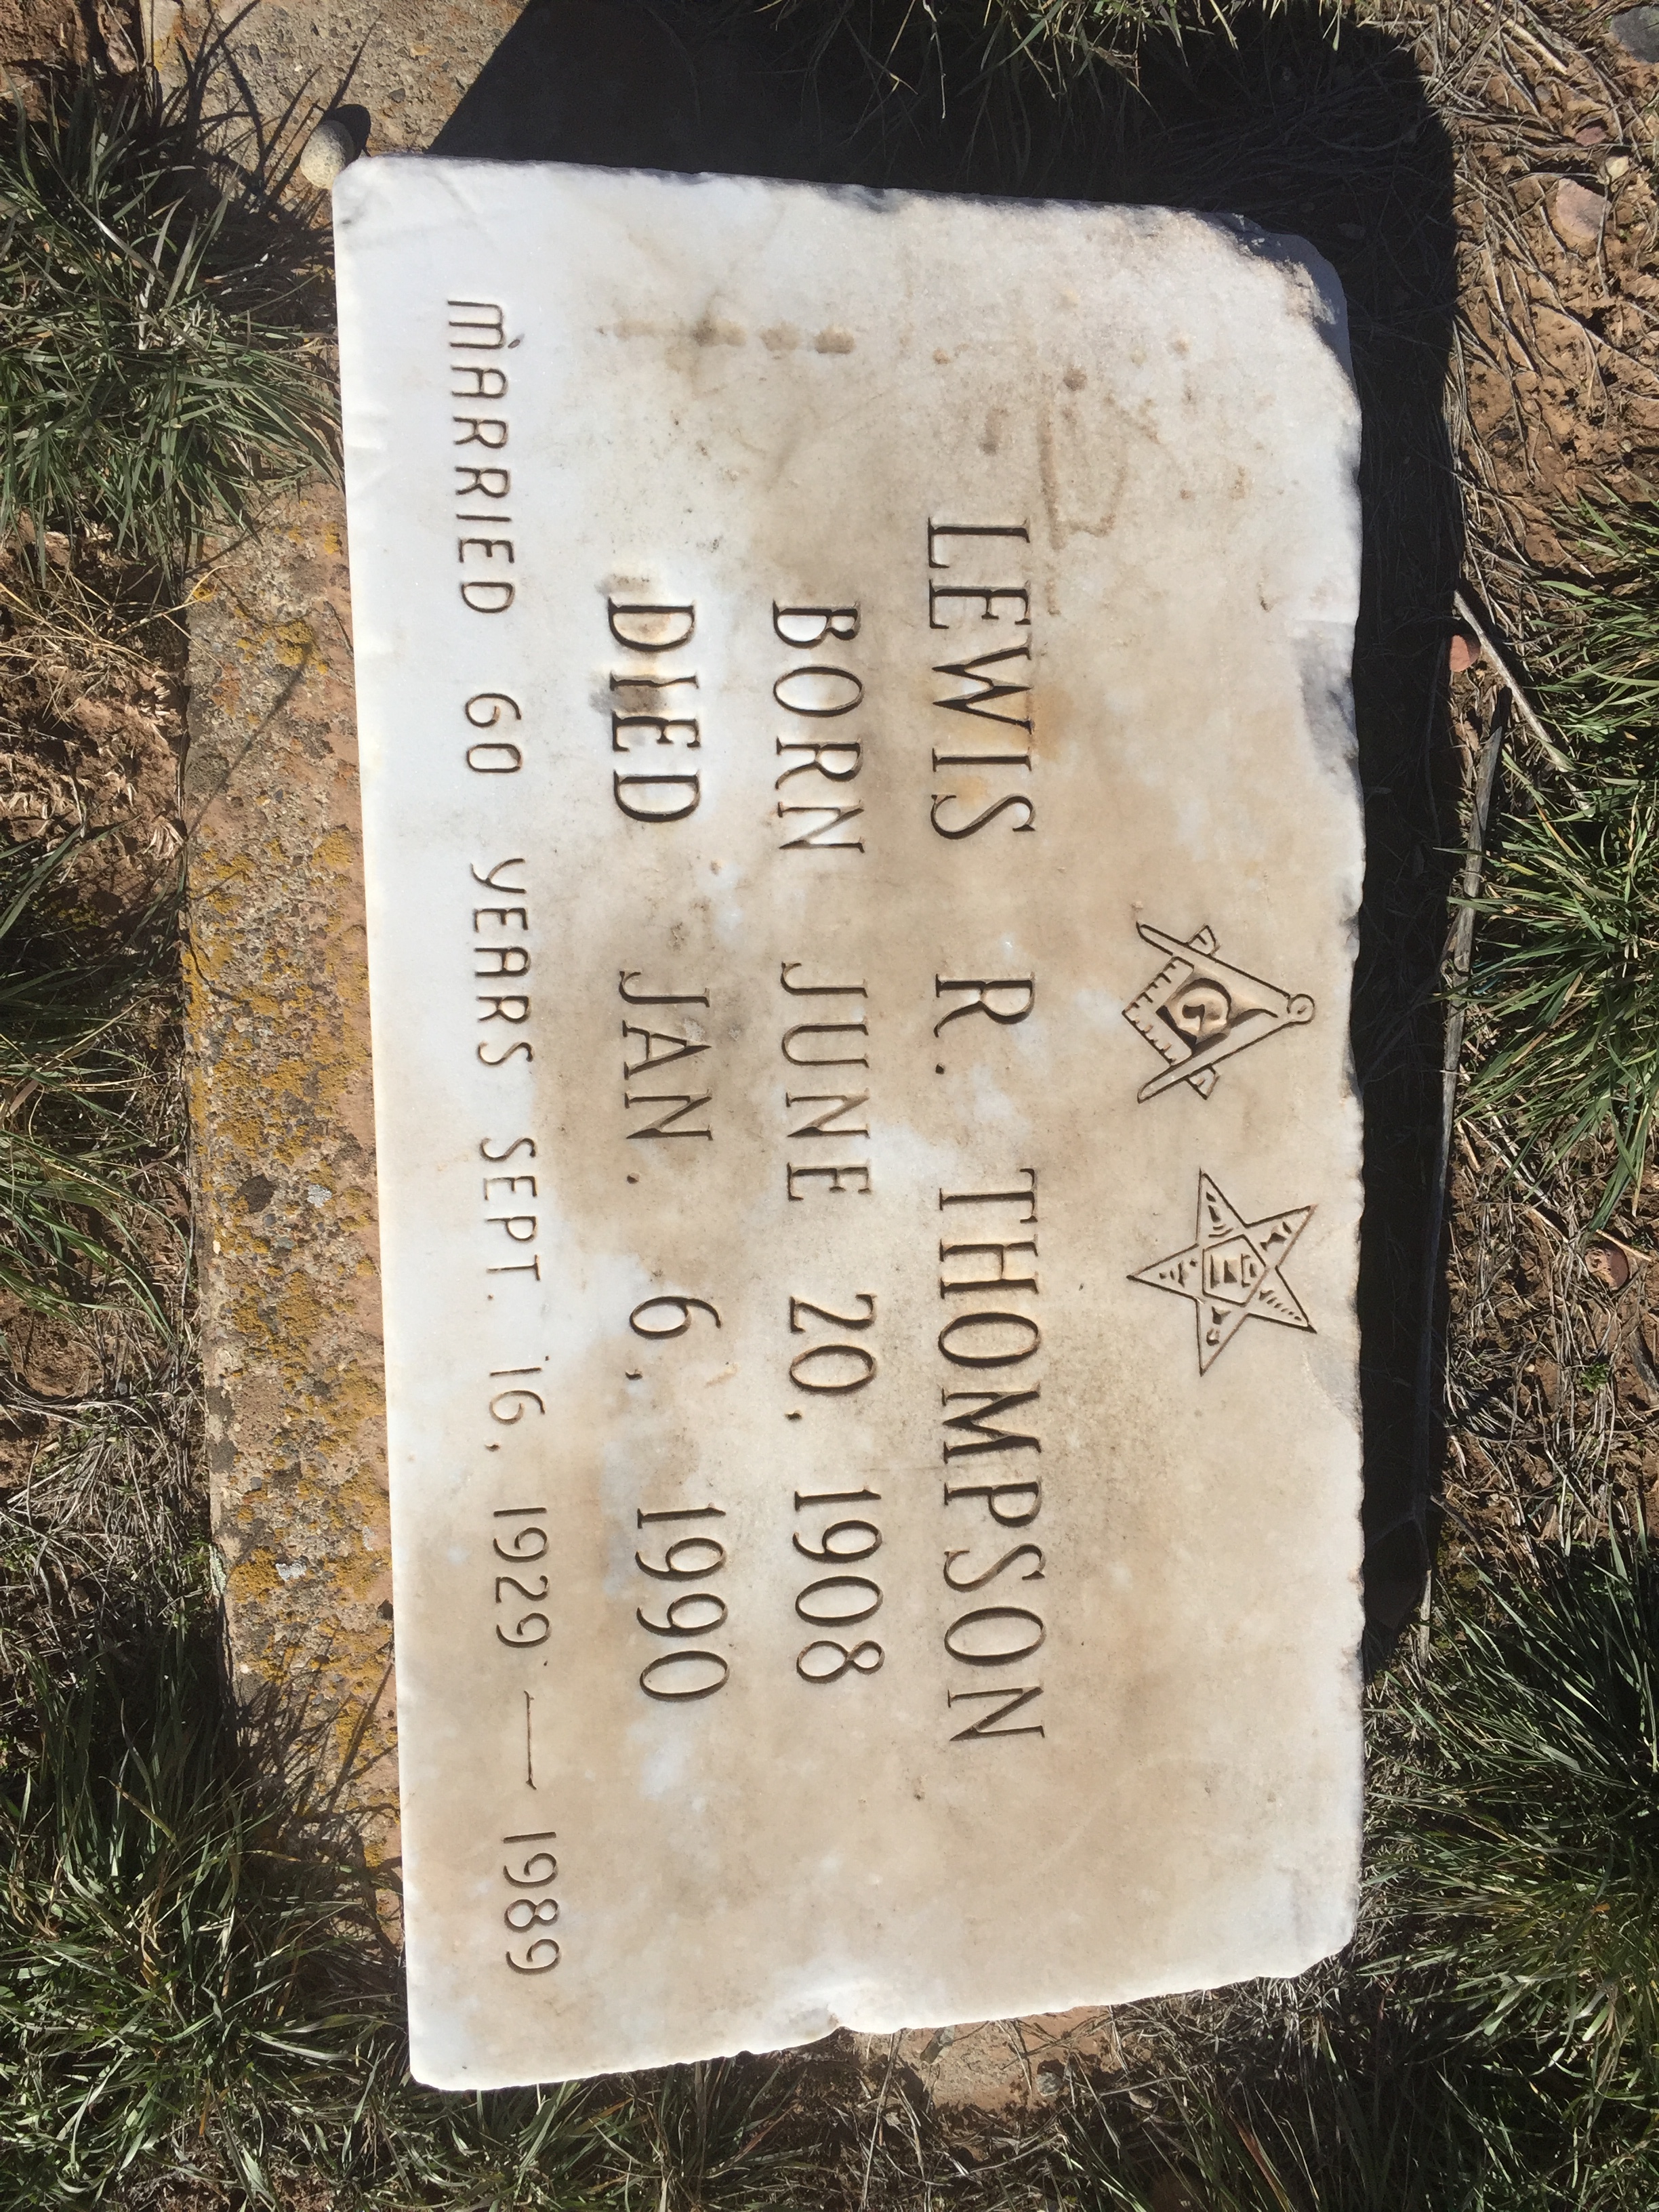 G
LEWIS R. THOMPSON
BORN JUNE 20, 1908
DIED JAN. 6, 1990
MARRIED 60 YEARS SEPT. 16, 1929 — 1989